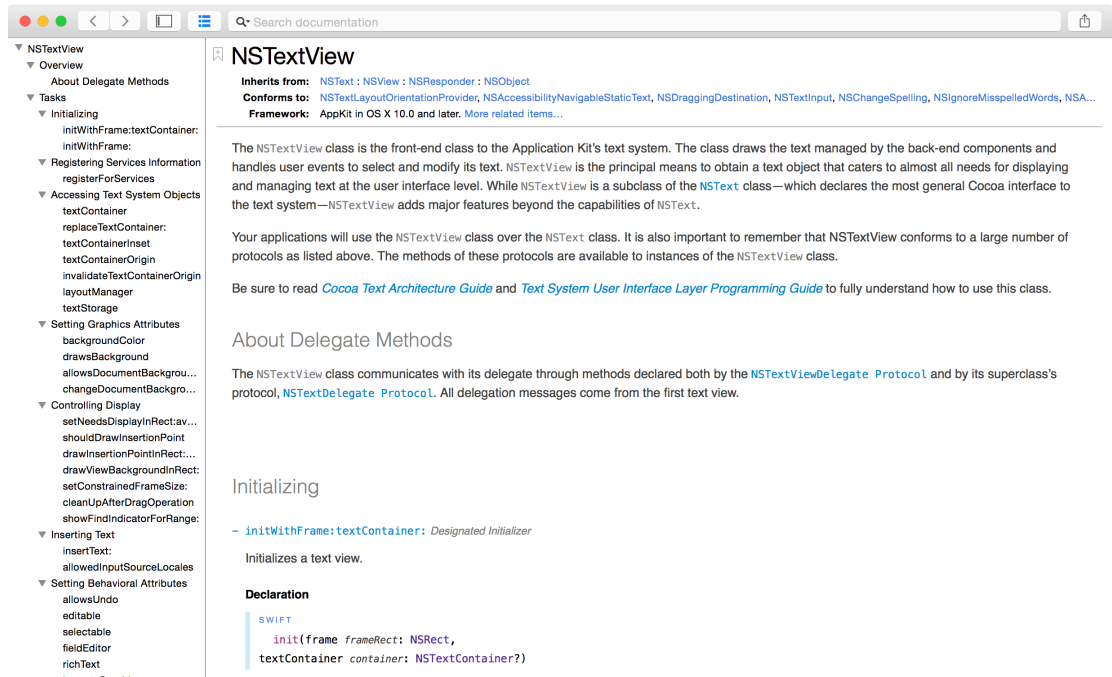 Search documentation
NSTextView
Overview
About Delegate Methods
Tasks
Initializing
initWithFrame:textContainer:
initWithFrame:
Registering Services Information
registerForServices
Accessing Text System Objects
textContainer
replaceTextContainer:
textContainerInset
textContainerOrigin
invalidateTextContainerOrigin
layoutManager
textStorage
Setting Graphics Attributes
backgroundColor
drawsBackground
allowsDocumentBackgrou...
changeDocumentBackgro...
Controlling Display
setNeedsDisplayInRect:av...
shouldDrawInsertionPoint
drawInsertionPointInRect:...
drawViewBackgroundInRect:
setConstrainedFrameSize:
cleanUpAfterDragOperation
showFindIndicatorForRange:
Inserting Text
insertText:
allowedInputSourceLocales
Setting Behavioral Attributes
allowsUndo
editable
selectable
fieldEditor
richText
NSTextView
Inherits from: NSText : NSView : NSResponder : NSObject
Conforms to: NSTextLayoutOrientationProvider, NSAccessibilityNavigableStaticText, NSDraggingDestination, NSTextInput, NSChangeSpelling, NSIgnoreMisspelledWords, NSA...
Framework: AppKit in OS X 10.0 and later. More related items...
The NSTextView class is the front-end class to the Application Kit's text system. The class draws the text managed by the back-end components and
handles user events to select and modify its text. NSTextView is the principal means to obtain a text object that caters to almost all needs for displaying
and managing text at the user interface level. While NSTextView is a subclass of the NSText class—which declares the most general Cocoa interface to
the text system—NSTextView adds major features beyond the capabilities of NSText.
Your applications will use the NSTextView class over the NSText class. It is also important to remember that NSTextView conforms to a large number of
protocols as listed above. The methods of these protocols are available to instances of the NSTextView class.
Be sure to read Cocoa Text Architecture Guide and Text System User Interface Layer Programming Guide to fully understand how to use this class.
About Delegate Methods
The NSTextView class communicates with its delegate through methods declared both by the NSTextViewDelegate Protocol and by its superclass's
protocol, NSTextDelegate Protocol. All delegation messages come from the first text view.
Initializing
– initWithFrame:textContainer: Designated Initializer
Initializes a text view.
Declaration
SWIFT
init(frame frameRect: NSRect,
textContainer container: NSTextContainer?)